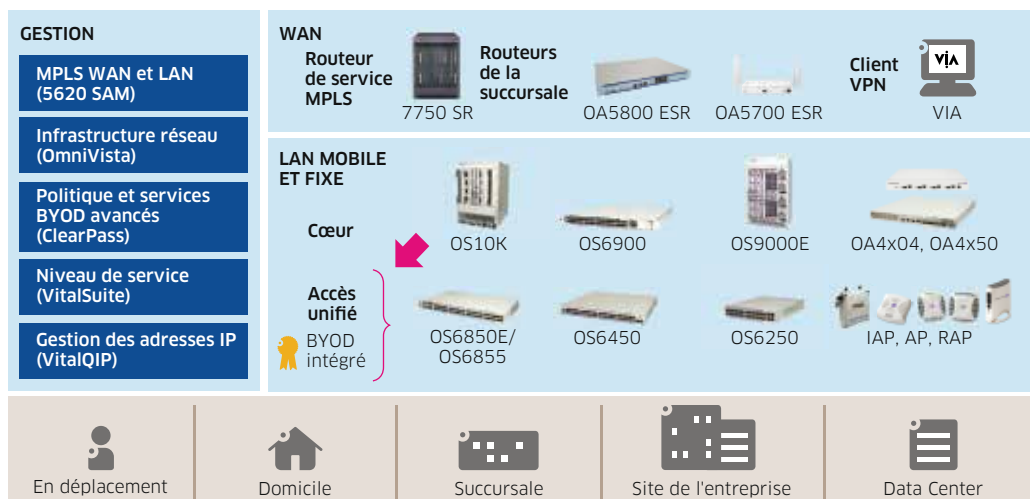 GESTION
MPLS WAN et LAN
(5620 SAM)
Infrastructure réseau
(OmniVista)
Politique et services
BYOD avancés
(ClearPass)
Niveau de service
(VitalSuite)
Gestion des adresses IP
(VitalQIP)
WAN
Routeur
de service
MPLS
7750 SR
Routeurs
de la
succursale
OA5800 ESR
OA5700 ESR
Client
VPN
VIA
VIA
LAN MOBILE
ET FIXE
Cœur
OS10K
OS6900
OS9000E
OA4x04, OA4x50
Accès
unifié
BYOD
intégré
OS6850E/
OS6855
OS6450
OS6250
IAP, AP, RAP
En déplacement
Domicile
Succursale
Site de l'entreprise
Data Center